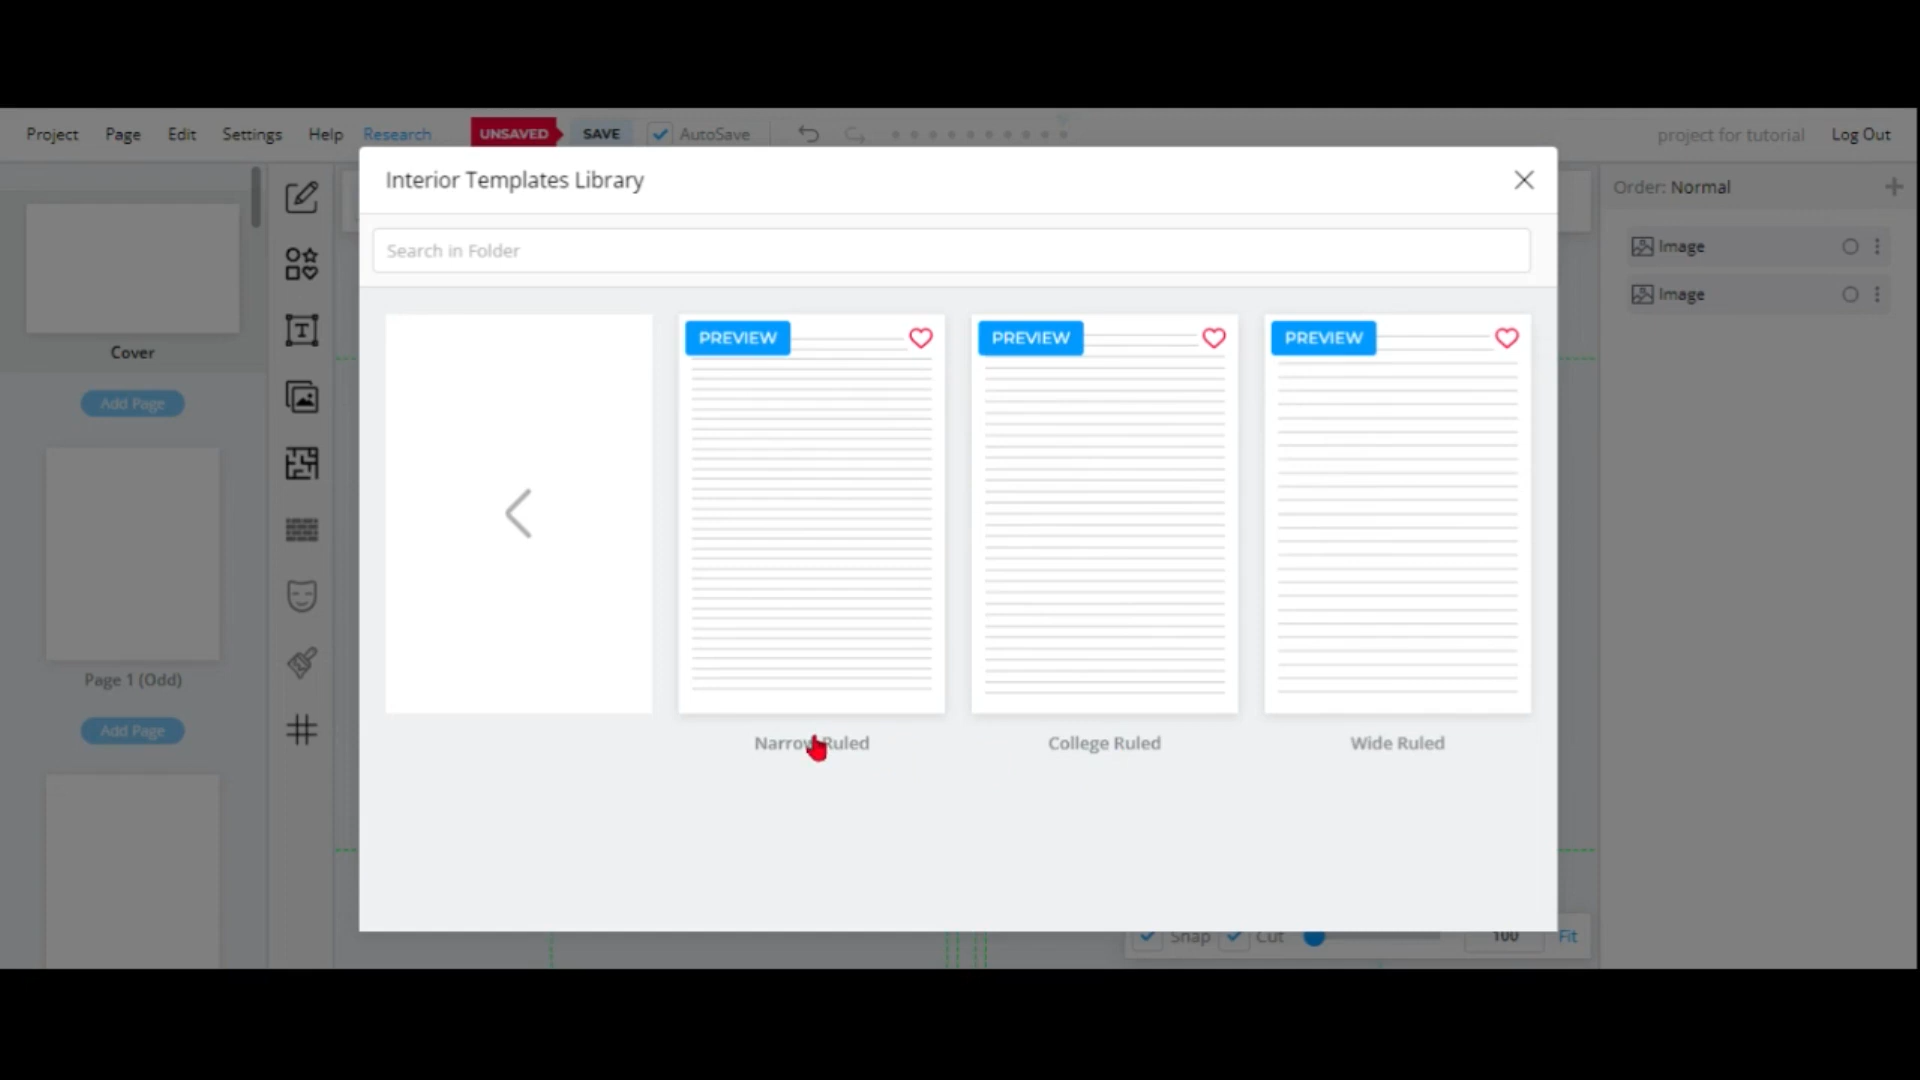 Project Page Edit Settings Help Research UNSAVED SAVE AutoSave project for tutorial Log Out
Interior Templates Library
Search in Folder
Order: Normal
Image
Image
PREVIEW PREVIEW PREVIEW
Cover
Add Page
Page 1 (Odd)
Add Page
Narrow Ruled College Ruled Wide Ruled
Snap Cut 100 Fit